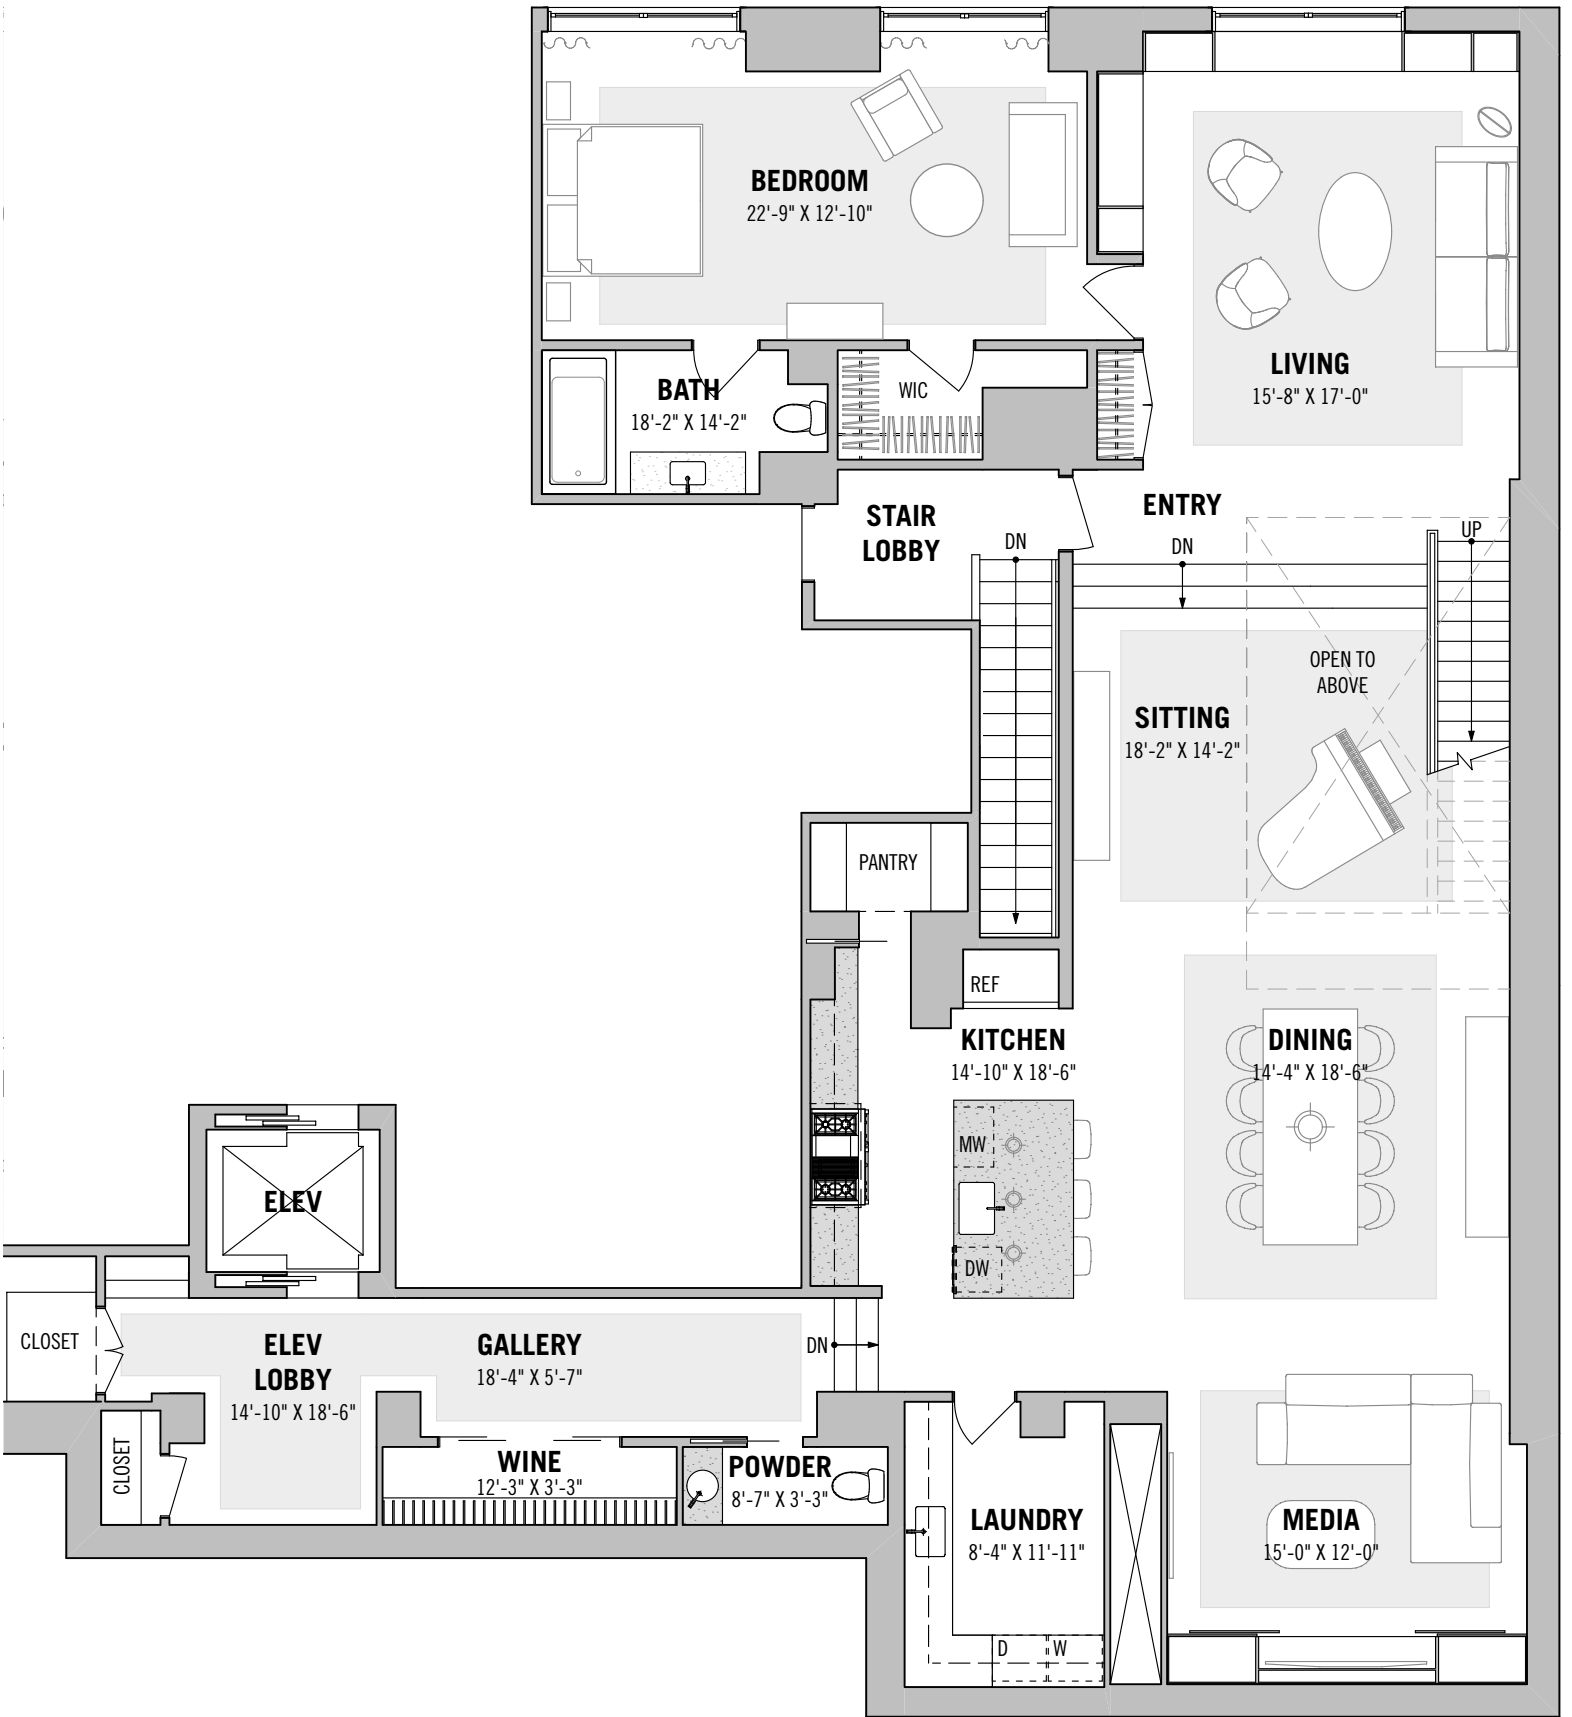 BEDROOM
22'-9" X 12'-10"
LIVING
15'-8" X 17'-0"
BATH
18'-2" X 14'-2"
WIC
STAIR
LOBBY
ENTRY
DN
DN
UP
OPEN TO
ABOVE
SITTING
18'-2" X 14'-2"
PANTRY
REF
KITCHEN
14'-10" X 18'-6"
DINING
14'-4" X 18'-6"
MW
DW
ELEV
CLOSET
ELEV
LOBBY
14'-10" X 18'-6"
GALLERY
18'-4" X 5'-7"
DN
CLOSET
WINE
12'-3" X 3'-3"
POWDER
8'-7" X 3'-3"
LAUNDRY
8'-4" X 11'-11"
MEDIA
15'-0" X 12'-0"
D
W